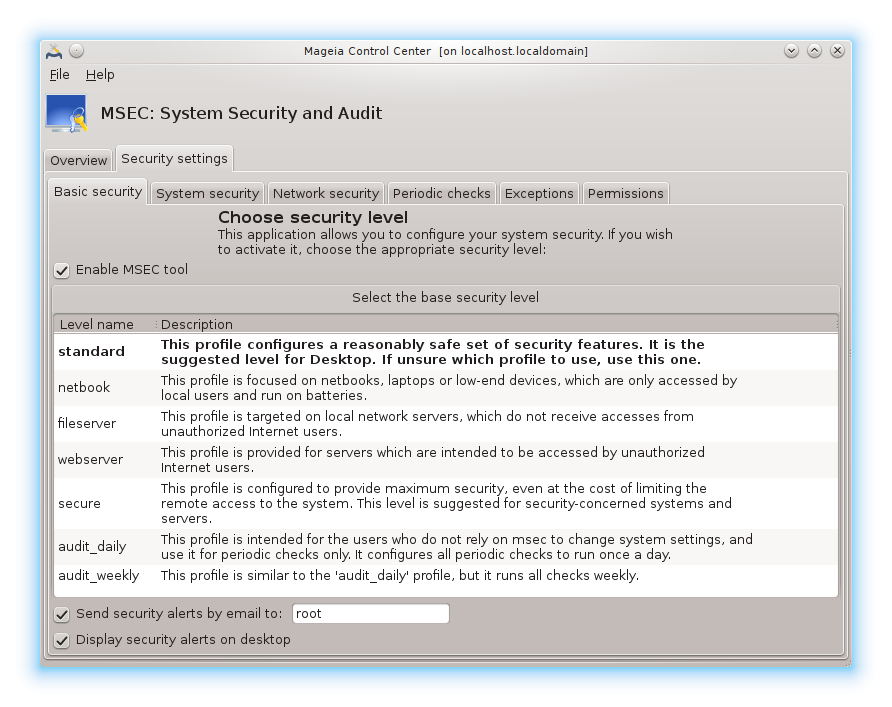 Mageia Control Center  [on localhost.localdomain]
File Help
MSEC: System Security and Audit
Overview Security settings
Basic security System security Network security Periodic checks Exceptions Permissions
Choose security level
This application allows you to configure your system security. If you wish
to activate it, choose the appropriate security level:
Enable MSEC tool
Select the base security level
Level name Description
standard This profile configures a reasonably safe set of security features. It is the
suggested level for Desktop. If unsure which profile to use, use this one.
netbook This profile is focused on netbooks, laptops or low-end devices, which are only accessed by
local users and run on batteries.
fileserver This profile is targeted on local network servers, which do not receive accesses from
unauthorized Internet users.
webserver This profile is provided for servers which are intended to be accessed by unauthorized
Internet users.
This profile is configured to provide maximum security, even at the cost of limiting the
secure remote access to the system. This level is suggested for security-concerned systems and
servers.
audit_daily This profile is intended for the users who do not rely on msec to change system settings, and
use it for periodic checks only. It configures all periodic checks to run once a day.
audit_weekly This profile is similar to the 'audit_daily' profile, but it runs all checks weekly.
Send security alerts by email to: root
Display security alerts on desktop